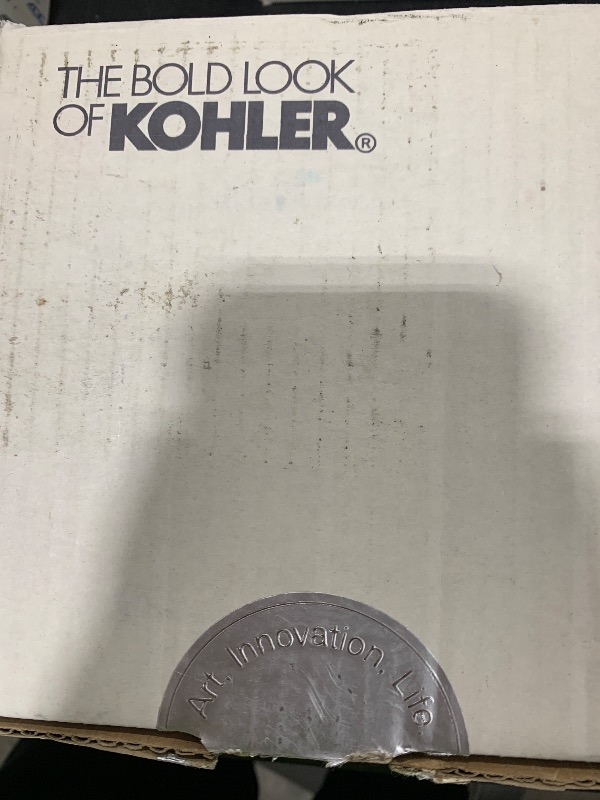 THE BOLD LOOK
OF KOHLER®
Art, Innovation, Life.